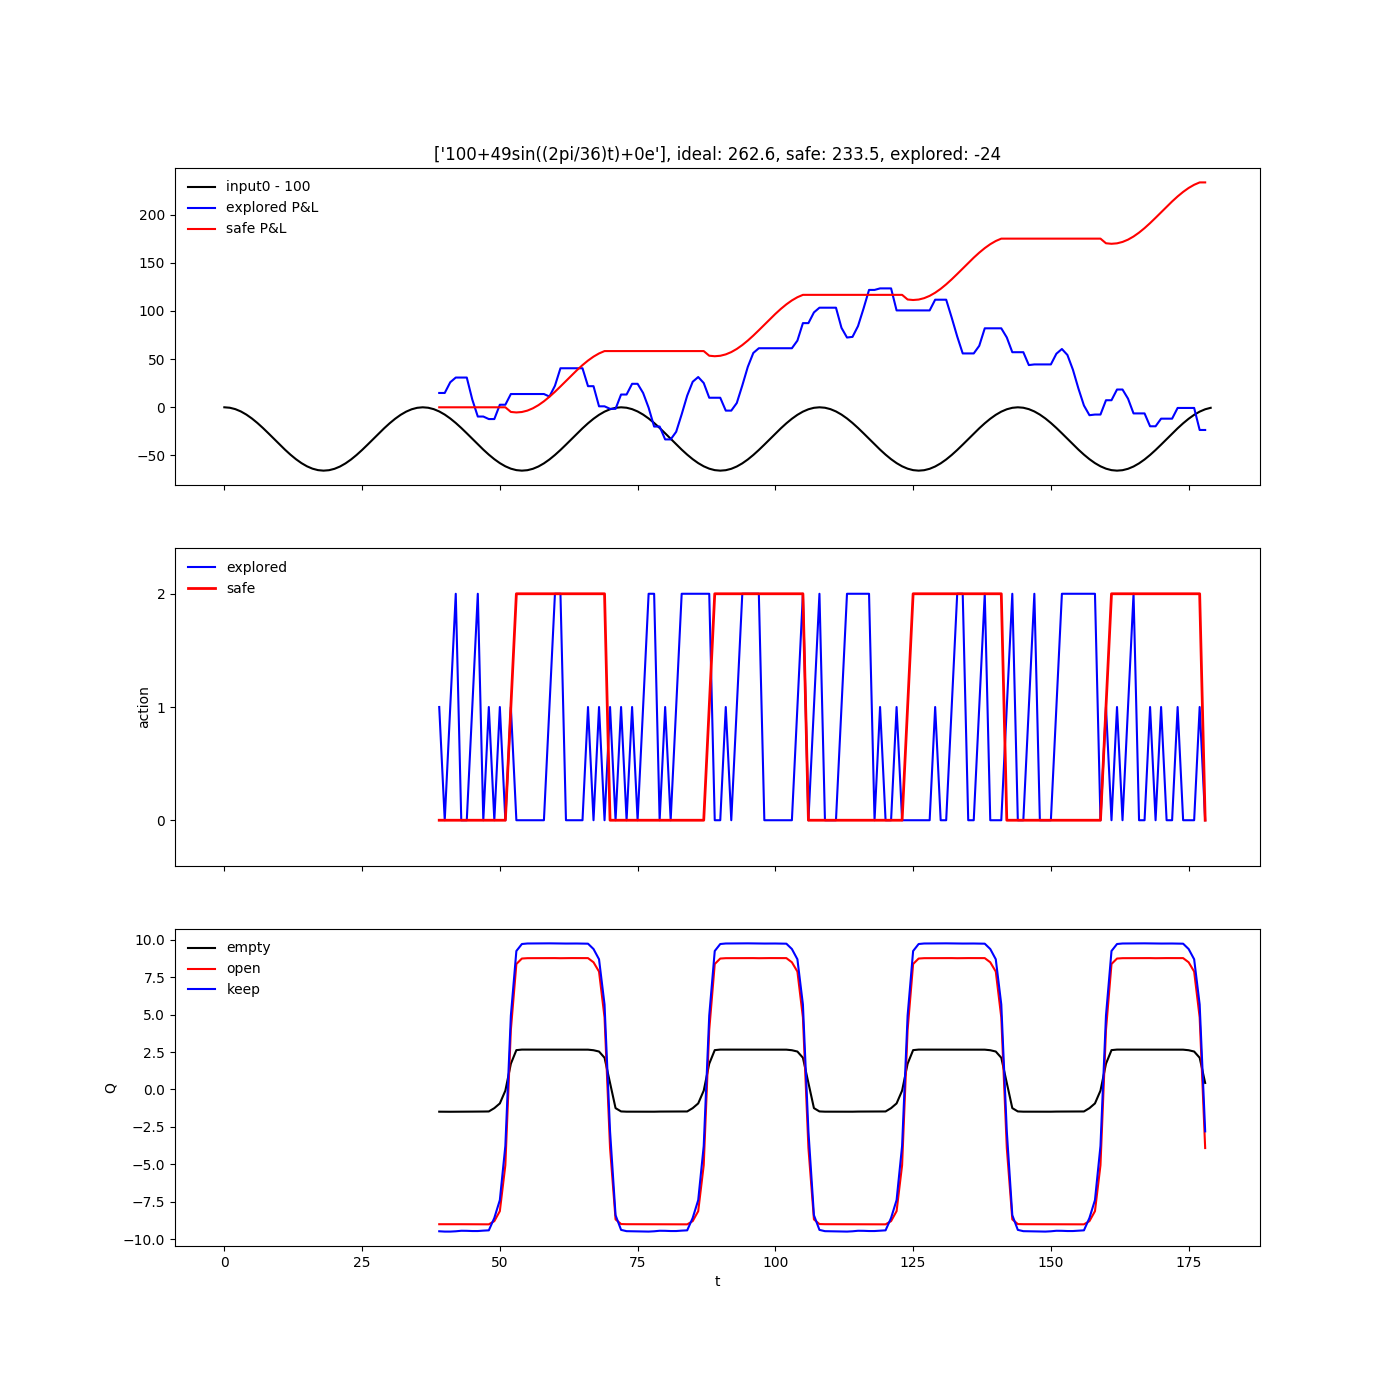 ['100+49sin((2pi/36)t)+0e'], ideal: 262.6, safe: 233.5, explored: -24
input0 - 100
explored P&L
safe P&L
200
150
100
50
0
−50
explored
safe
2
1
0
action
empty
open
keep
10.0
7.5
5.0
2.5
0.0
−2.5
−5.0
−7.5
−10.0
Q
0 25 50 75 100 125 150 175
t